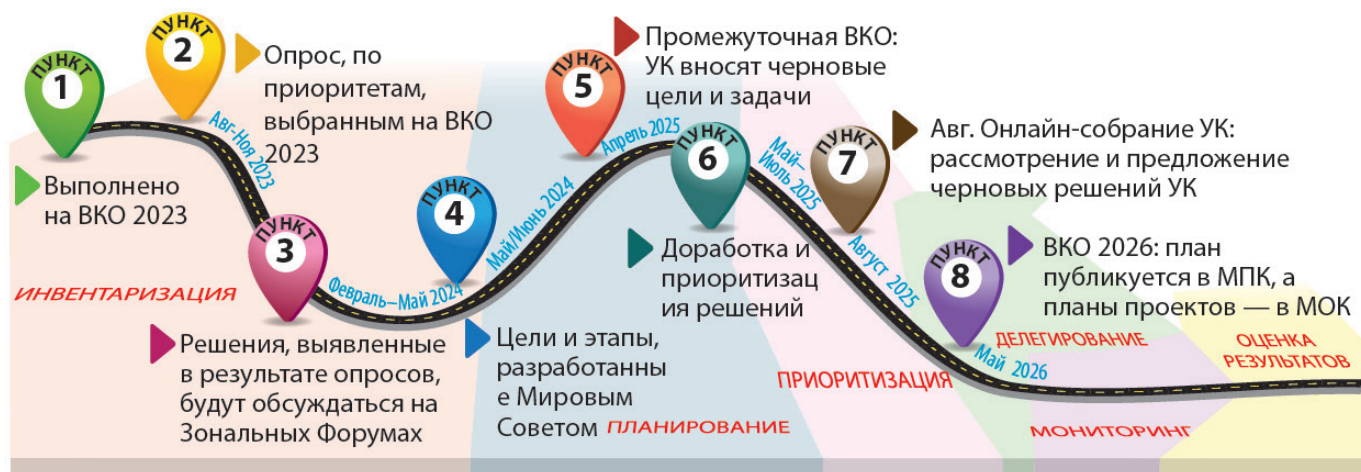 ПУНКТ
1
Выполнено
на ВКО 2023
ПУНКТ
2
Опрос, по
приоритетам,
выбранным на ВКО
2023
Авг-Ноя 2023
ИНВЕНТАРИЗАЦИЯ
ПУНКТ
3
Решения, выявленные
в результате опросов,
будут обсуждаться на
Зональных Форумах
Февраль–Май 2024
ПУНКТ
4
Цели и этапы,
разработанны
е Мировым
Советом
ПЛАНИРОВАНИЕ
Май/Июнь 2024
ПУНКТ
5
Промежуточная ВКО:
УК вносят черновые
цели и задачи
Апрель 2025
ПУНКТ
6
Доработка и
приоритизац
ия решений
Май–
Июль 2025
ПРИОРИТИЗАЦИЯ
ПУНКТ
7
Авг. Онлайн-собрание УК:
рассмотрение и предложение
черновых решений УК
Август 2025
ПУНКТ
8
ВКО 2026: план
публикуется в МПК, а
планы проектов — в МОК
Май 2026
ДЕЛЕГИРОВАНИЕ
МОНИТОРИНГ
ОЦЕНКА
РЕЗУЛЬТАТОВ